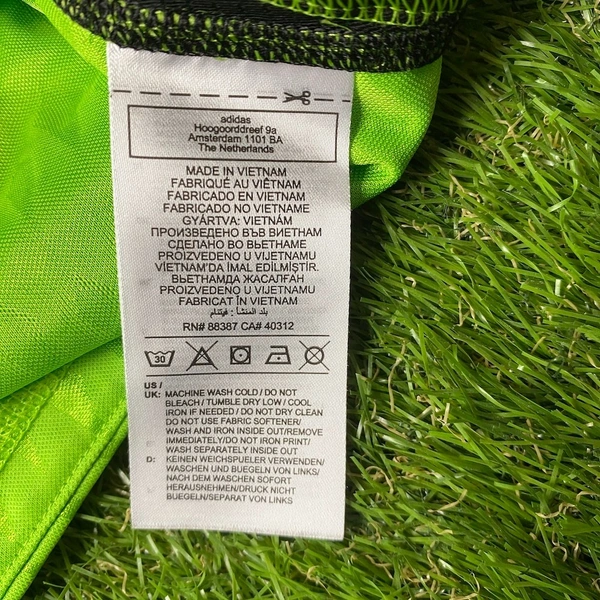 adidas
Hoogoorddreef 9a
Amsterdam 1101 BA
The Netherlands
MADE IN VIETNAM
FABRIQUÉ AU VIÊTNAM
FABRICADO EN VIETNAM
FABRICADO NO VIETNAME
GYÁRTVA: VIETNÁM
ПРОИЗВЕДЕНО ВЪВ ВИЕТНАМ
СДЕЛАНО ВО ВЬЕТНАМЕ
PROIZVEDENO U VIJETNAMU
VİETNAM'DA İMAL EDİLMİŞTİR.
ВЬЕТНАМДА ЖАСАЛҒАН
PROIZVEDENO U VIJETNAMU
FABRICAT ÎN VIETNAM
بلد المنشأ: فيتنام
RN# 88387 CA# 40312
30
US /
UK: MACHINE WASH COLD / DO NOT
BLEACH / TUMBLE DRY LOW / COOL
IRON IF NEEDED / DO NOT DRY CLEAN
DO NOT USE FABRIC SOFTENER/
WASH AND IRON INSIDE OUT/REMOVE
IMMEDIATELY/DO NOT IRON PRINT/
WASH SEPARATELY INSIDE OUT
D: KEINEN WEICHSPUELER VERWENDEN/
WASCHEN UND BUEGELN VON LINKS/
NACH DEM WASCHEN SOFORT
HERAUSNEHMEN/DRUCK NICHT
BUEGELN/SEPARAT VON LINKS